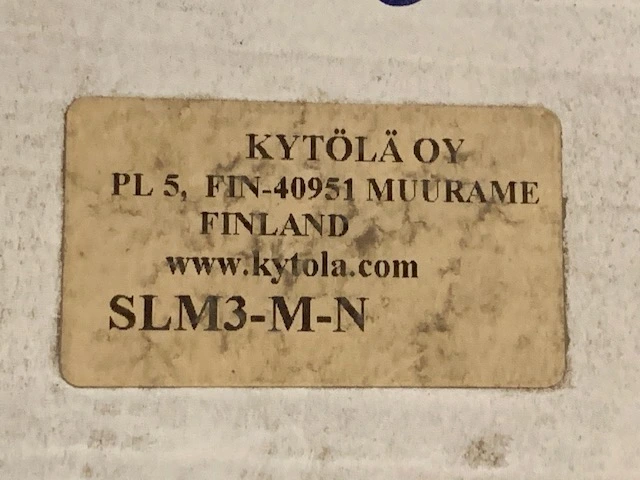 KYTÖLÄ OY
PL 5, FIN-40951 MUURAME
FINLAND
www.kytola.com
SLM3-M-N